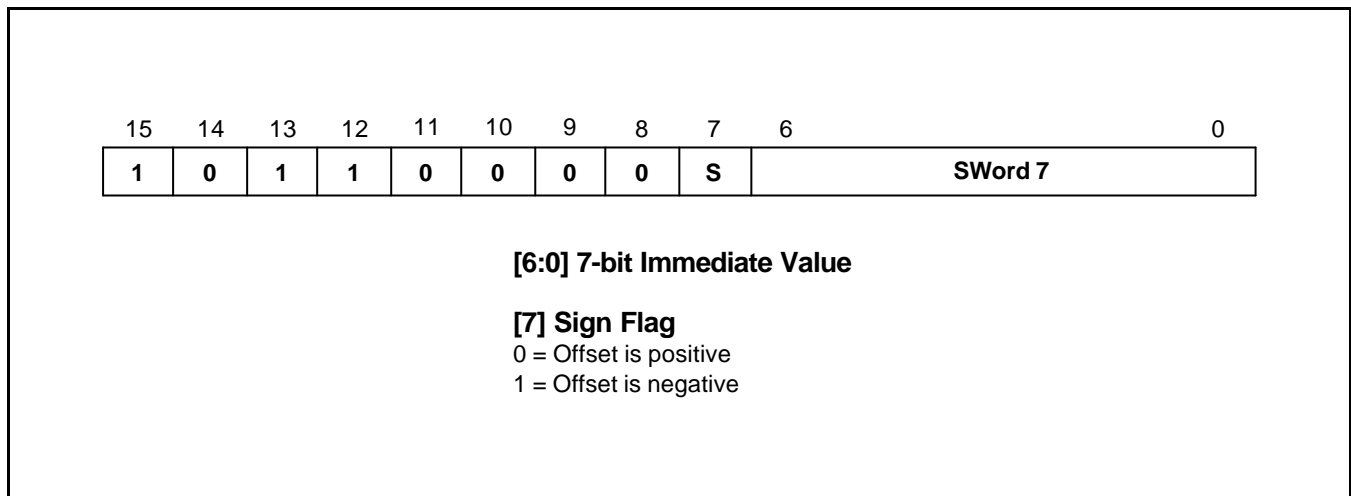 15 14 13 12 11 10 9 8 7 6 0
1 0 1 1 0 0 0 0 S SWord 7
[6:0] 7-bit Immediate Value
[7] Sign Flag
0 = Offset is positive
1 = Offset is negative